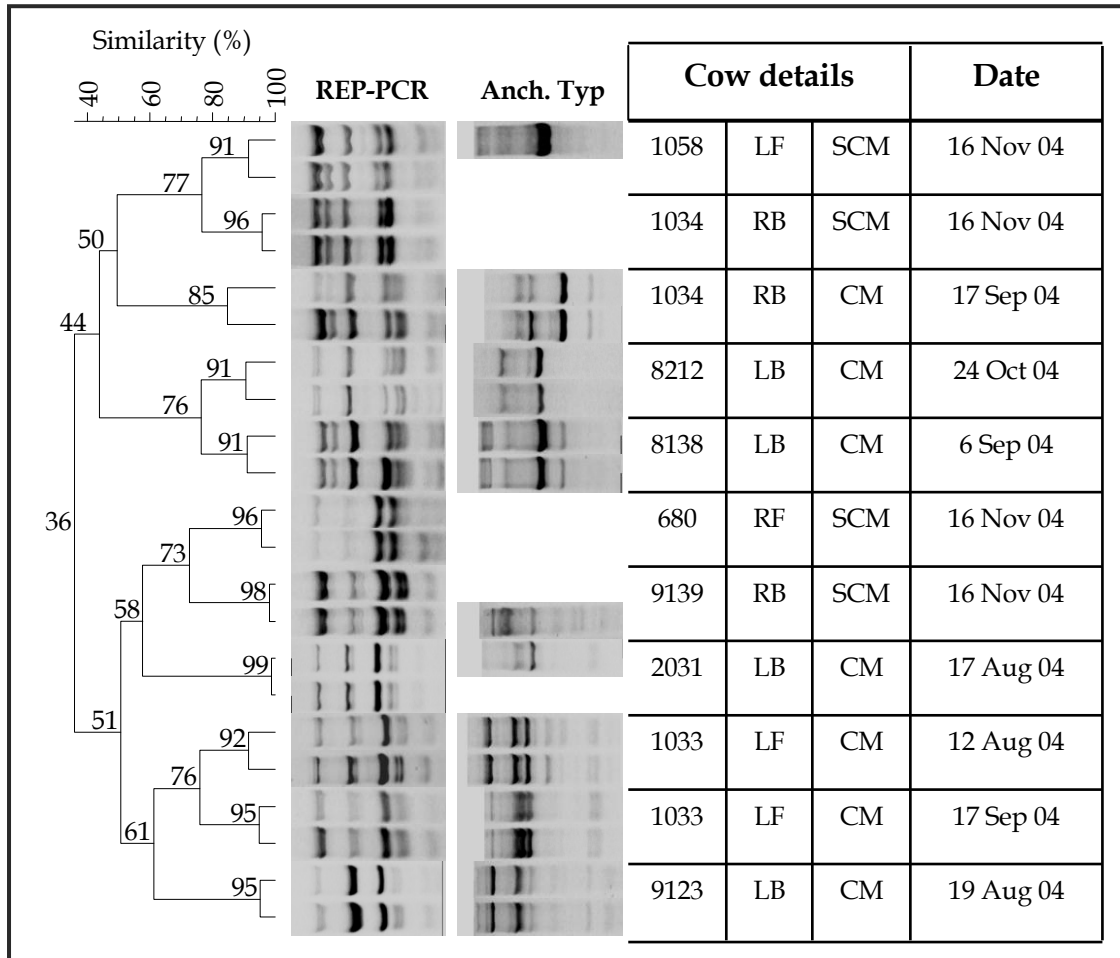 Similarity (%)
40 60 80 100
REP-PCR
Anch. Typ
Cow details Date
91
77
96
50
85
44
91
76
91
36
96
73
98
58
99
51
92
76
95
61
95
1058 LF SCM 16 Nov 04
1034 RB SCM 16 Nov 04
1034 RB CM 17 Sep 04
8212 LB CM 24 Oct 04
8138 LB CM 6 Sep 04
680 RF SCM 16 Nov 04
9139 RB SCM 16 Nov 04
2031 LB CM 17 Aug 04
1033 LF CM 12 Aug 04
1033 LF CM 17 Sep 04
9123 LB CM 19 Aug 04